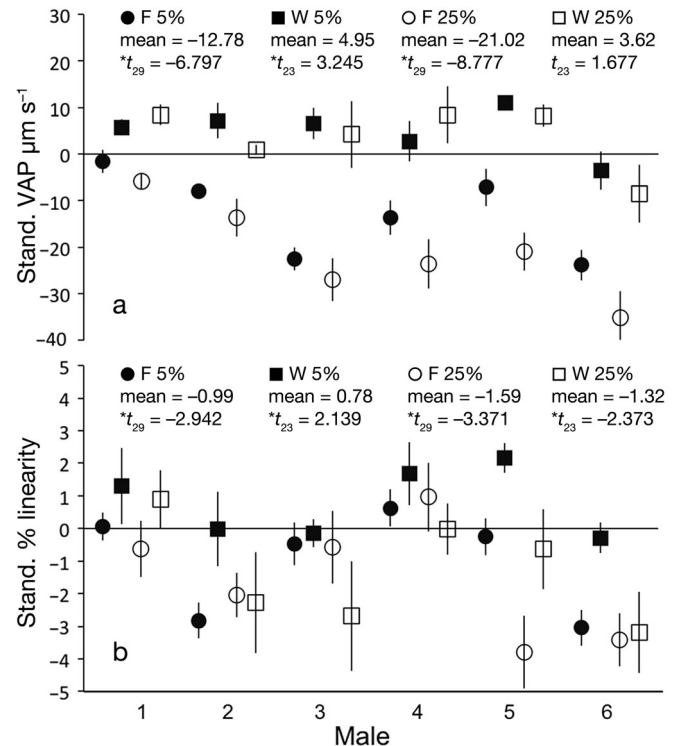 30
20
10
0
−10
−20
−30
−40
Stand. VAP µm s⁻¹
F 5% W 5% F 25% W 25%
mean = −12.78 mean = 4.95 mean = −21.02 mean = 3.62
*t₂₉ = −6.797 *t₂₃ = 3.245 *t₂₉ = −8.777 t₂₃ = 1.677
a
5
4
3
2
1
0
−1
−2
−3
−4
−5
Stand. % linearity
F 5% W 5% F 25% W 25%
mean = −0.99 mean = 0.78 mean = −1.59 mean = −1.32
*t₂₉ = −2.942 *t₂₃ = 2.139 *t₂₉ = −3.371 *t₂₃ = −2.373
b
1 2 3 4 5 6
Male